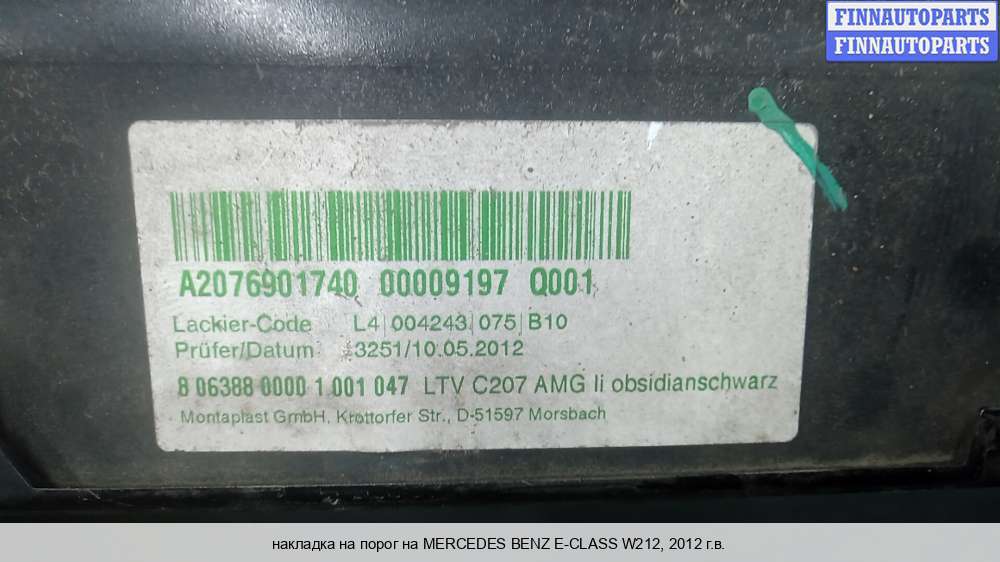 FINNAUTOPARTS
FINNAUTOPARTS
A2076901740 00009197 Q001
Lackier-Code L4|004243|075|B10
Prüfer/Datum 3251/10.05.2012
8 06388 0000 1 001 047 LTV C207 AMG li obsidianschwarz
Montaplast GmbH, Krottorfer Str., D-51597 Morsbach
накладка на порог на MERCEDES BENZ E-CLASS W212, 2012 г.в.